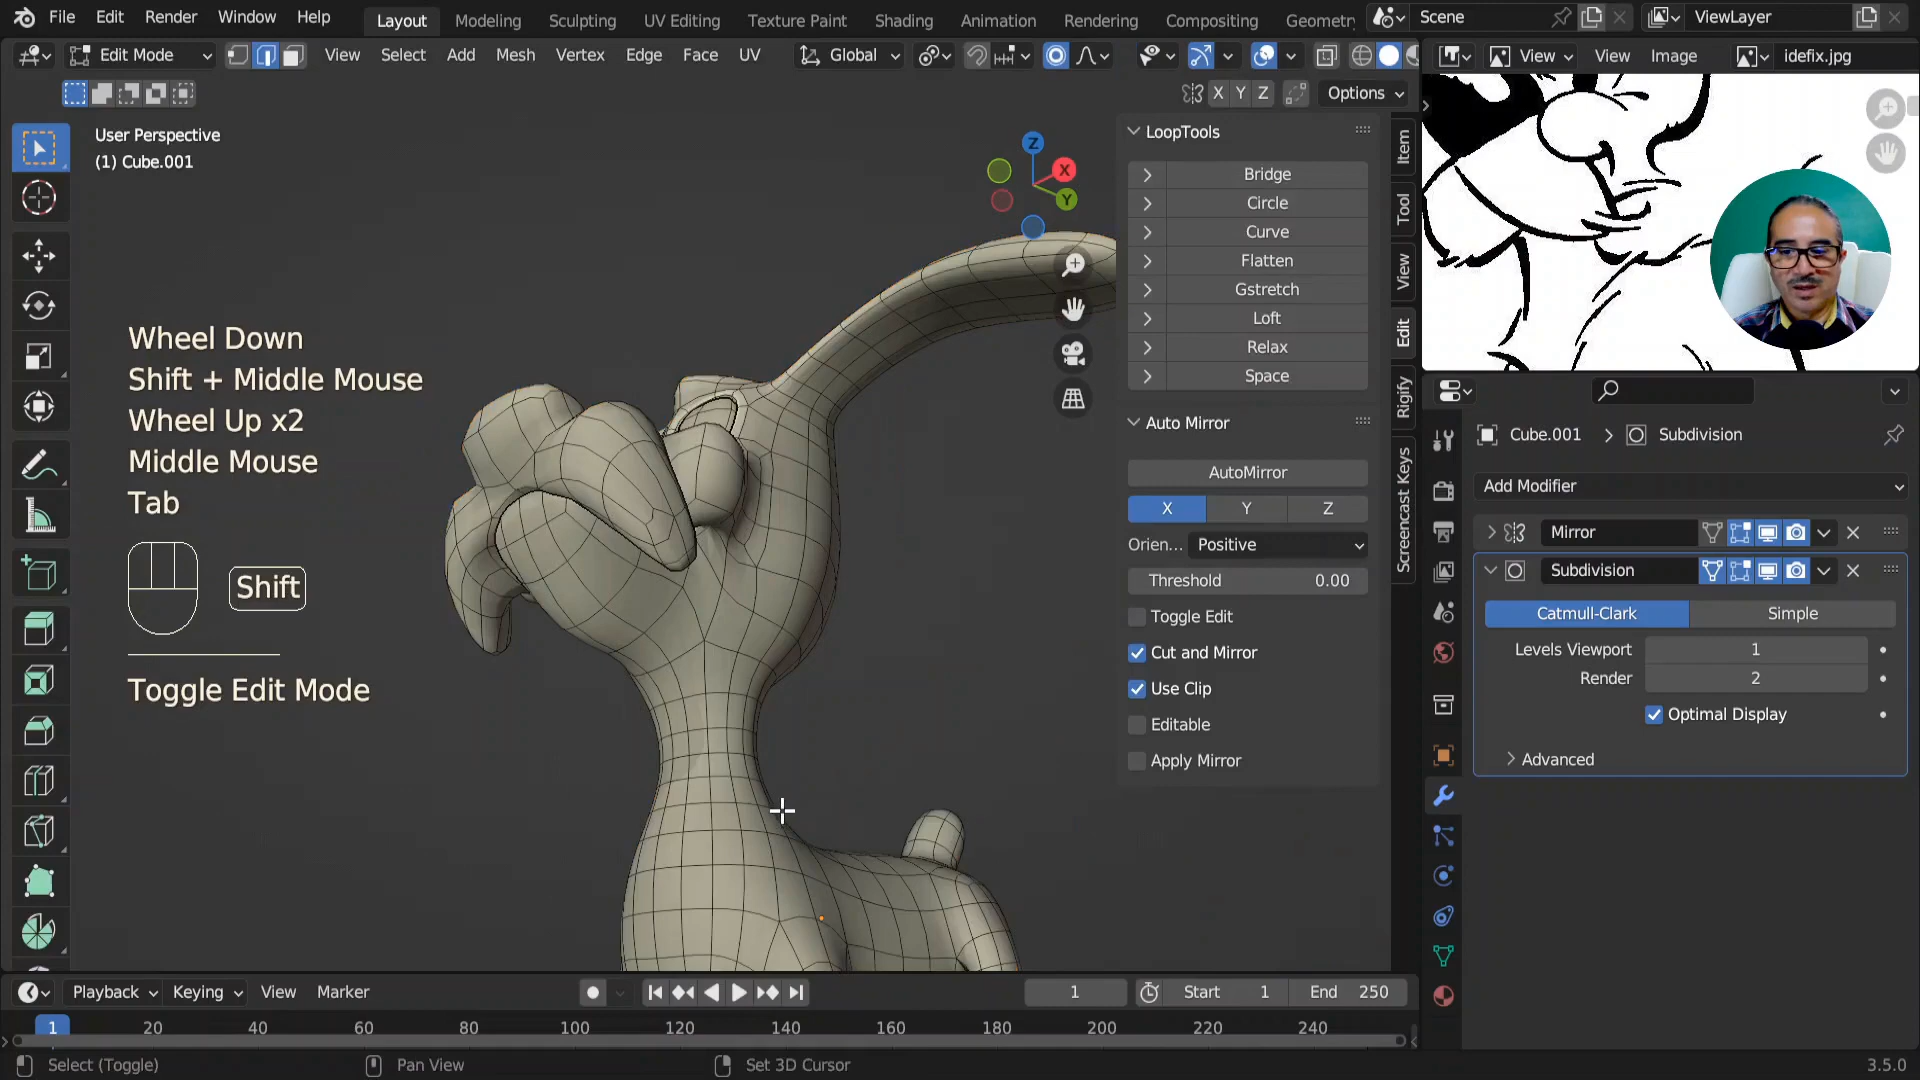 File Edit Render Window Help Layout Modeling Sculpting UV Editing Texture Paint Shading Animation Rendering Compositing Geometr Scene ViewLayer
Edit Mode View Select Add Mesh Vertex Edge Face UV Global View View Image idefix.jpg
X Y Z Options
User Perspective
(1) Cube.001
Z
X
Y
Wheel Down
Shift + Middle Mouse
Wheel Up x2
Middle Mouse
Tab
Shift
Toggle Edit Mode
LoopTools
Bridge
Circle
Curve
Flatten
Gstretch
Loft
Relax
Space
Auto Mirror
AutoMirror
X Y Z
Orien... Positive
Threshold 0.00
Toggle Edit
Cut and Mirror
Use Clip
Editable
Apply Mirror
Item
Tool
View
Edit
Rigify
Screencast Keys
Cube.001 Subdivision
Add Modifier
Mirror
Subdivision
Catmull-Clark Simple
Levels Viewport 1
Render 2
Optimal Display
Advanced
Playback Keying View Marker 1 Start 1 End 250
1 20 40 60 80 100 120 140 160 180 200 220 240
Select (Toggle) Pan View Set 3D Cursor 3.5.0